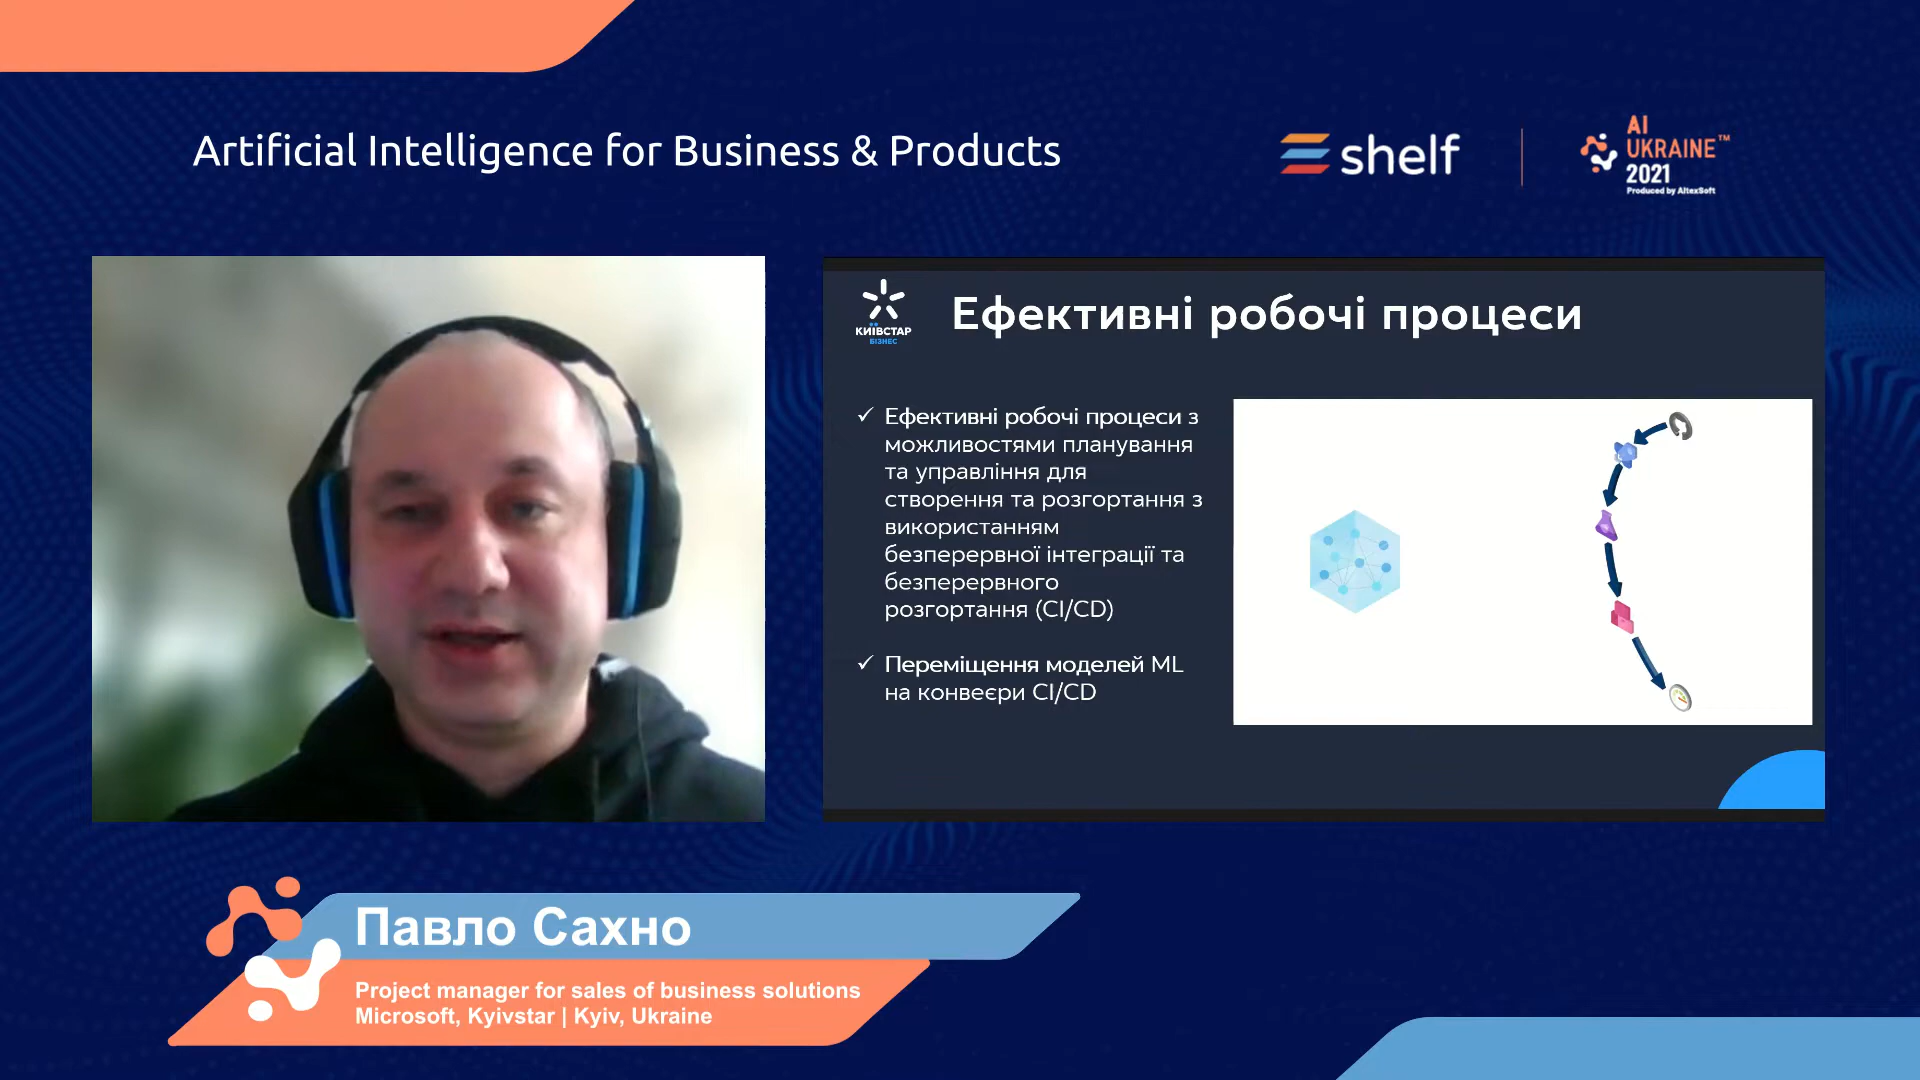 Artificial Intelligence for Business & Products
shelf
AI
UKRAINE™
2021
Produced by AltexSoft
КИЇВСТАР
БІЗНЕС
Ефективні робочі процеси
✓ Ефективні робочі процеси з
можливостями планування
та управління для
створення та розгортання з
використанням
безперервної інтеграції та
безперервного
розгортання (CI/CD)
✓ Переміщення моделей ML
на конвеєри CI/CD
Павло Сахно
Project manager for sales of business solutions
Microsoft, Kyivstar | Kyiv, Ukraine